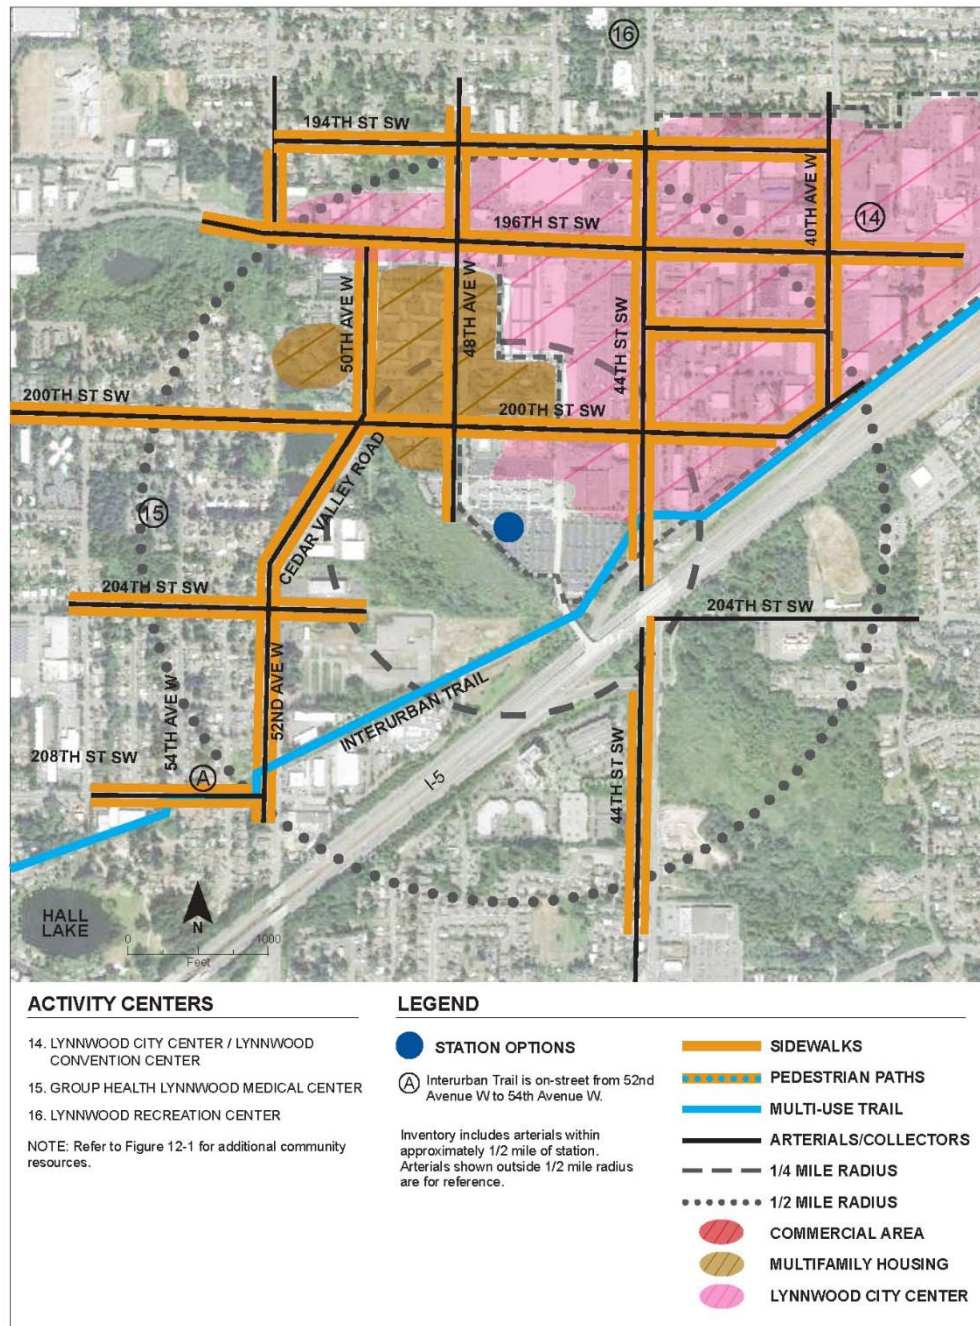 16
194TH ST SW
40TH AVE W
14
196TH ST SW
50TH AVE W
48TH AVE W
44TH ST SW
200TH ST SW
200TH ST SW
CEDAR VALLEY ROAD
15
204TH ST SW
204TH ST SW
52ND AVE W
INTERURBAN TRAIL
54TH AVE W
208TH ST SW
A
I-5
44TH ST SW
HALL
LAKE
N
0
1000
Feet
ACTIVITY CENTERS
14. LYNNWOOD CITY CENTER / LYNNWOOD
CONVENTION CENTER
15. GROUP HEALTH LYNNWOOD MEDICAL CENTER
16. LYNNWOOD RECREATION CENTER
NOTE: Refer to Figure 12-1 for additional community
resources.
LEGEND
STATION OPTIONS
A Interurban Trail is on-street from 52nd
Avenue W to 54th Avenue W.
Inventory includes arterials within
approximately 1/2 mile of station.
Arterials shown outside 1/2 mile radius
are for reference.
SIDEWALKS
PEDESTRIAN PATHS
MULTI-USE TRAIL
ARTERIALS/COLLECTORS
1/4 MILE RADIUS
1/2 MILE RADIUS
COMMERCIAL AREA
MULTIFAMILY HOUSING
LYNNWOOD CITY CENTER